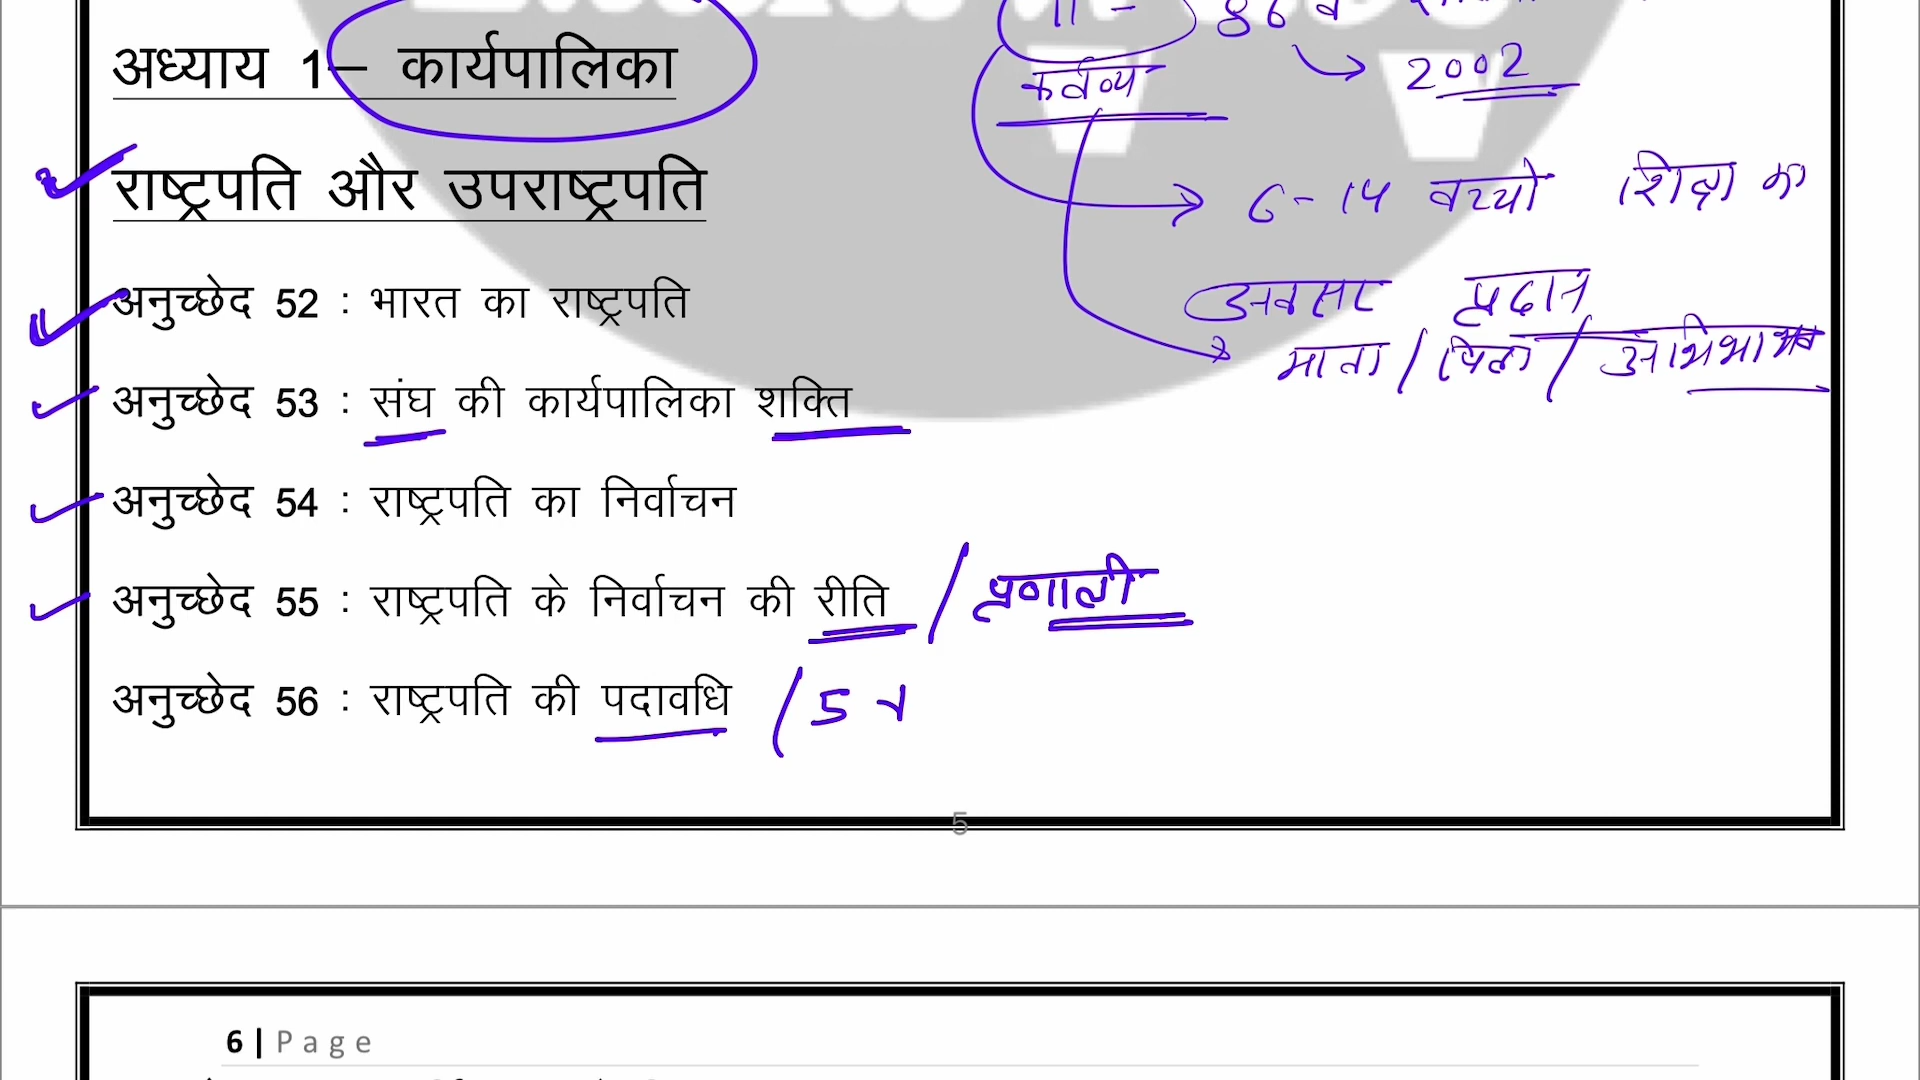 11 - 86 वें
अध्याय 1– कार्यपालिका
कर्तव्य 2002
राष्ट्रपति और उपराष्ट्रपति
6-14 बच्चों शिक्षा का
अवसर प्रदान
माता / पिता / अभिभावक
अनुच्छेद 52 : भारत का राष्ट्रपति
अनुच्छेद 53 : संघ की कार्यपालिका शक्ति
अनुच्छेद 54 : राष्ट्रपति का निर्वाचन
अनुच्छेद 55 : राष्ट्रपति के निर्वाचन की रीति / प्रणाली
अनुच्छेद 56 : राष्ट्रपति की पदावधि / 5
5
6 | Page